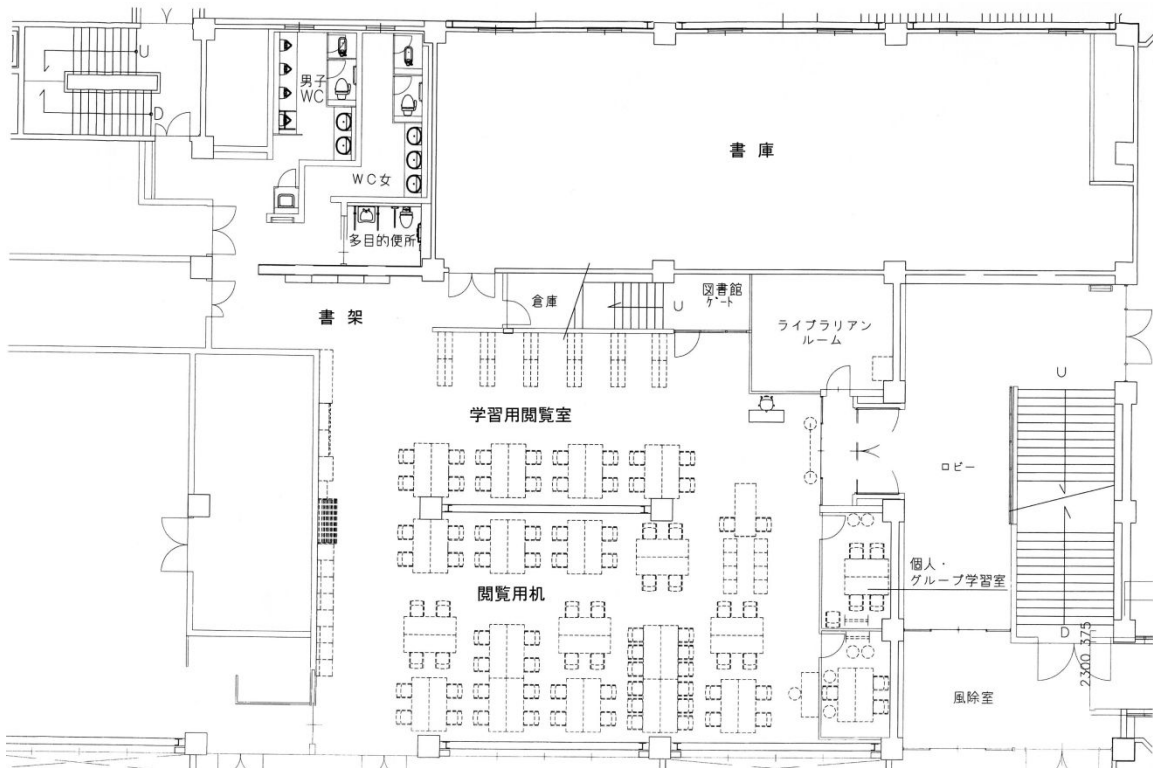 U
D
男子
WC
WC女
多目的便所
書庫
倉庫
U
図書館
ゲート
書架
ライブラリアン
ルーム
学習用閲覧室
U
ロビー
個人・
グループ学習室
閲覧用机
D
2300 375
風除室